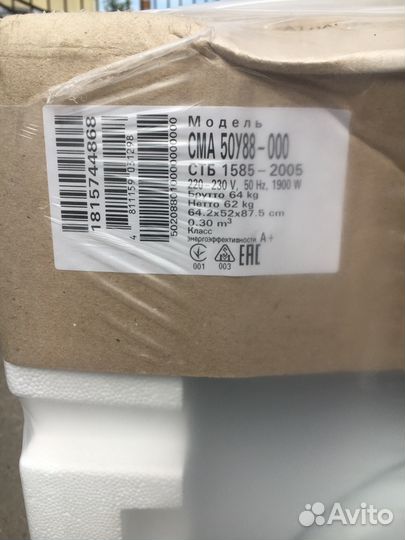 Модель
СМА 50У88-000
СТБ 1585-2005
220-230 V, 50 Hz, 1900 W
Брутто 64 kg
Нетто 62 kg
64.2x52x87.5 cm
0.30 m³
Класс
энергоэффективности A+
001 003 EAC
1815744868
Avito